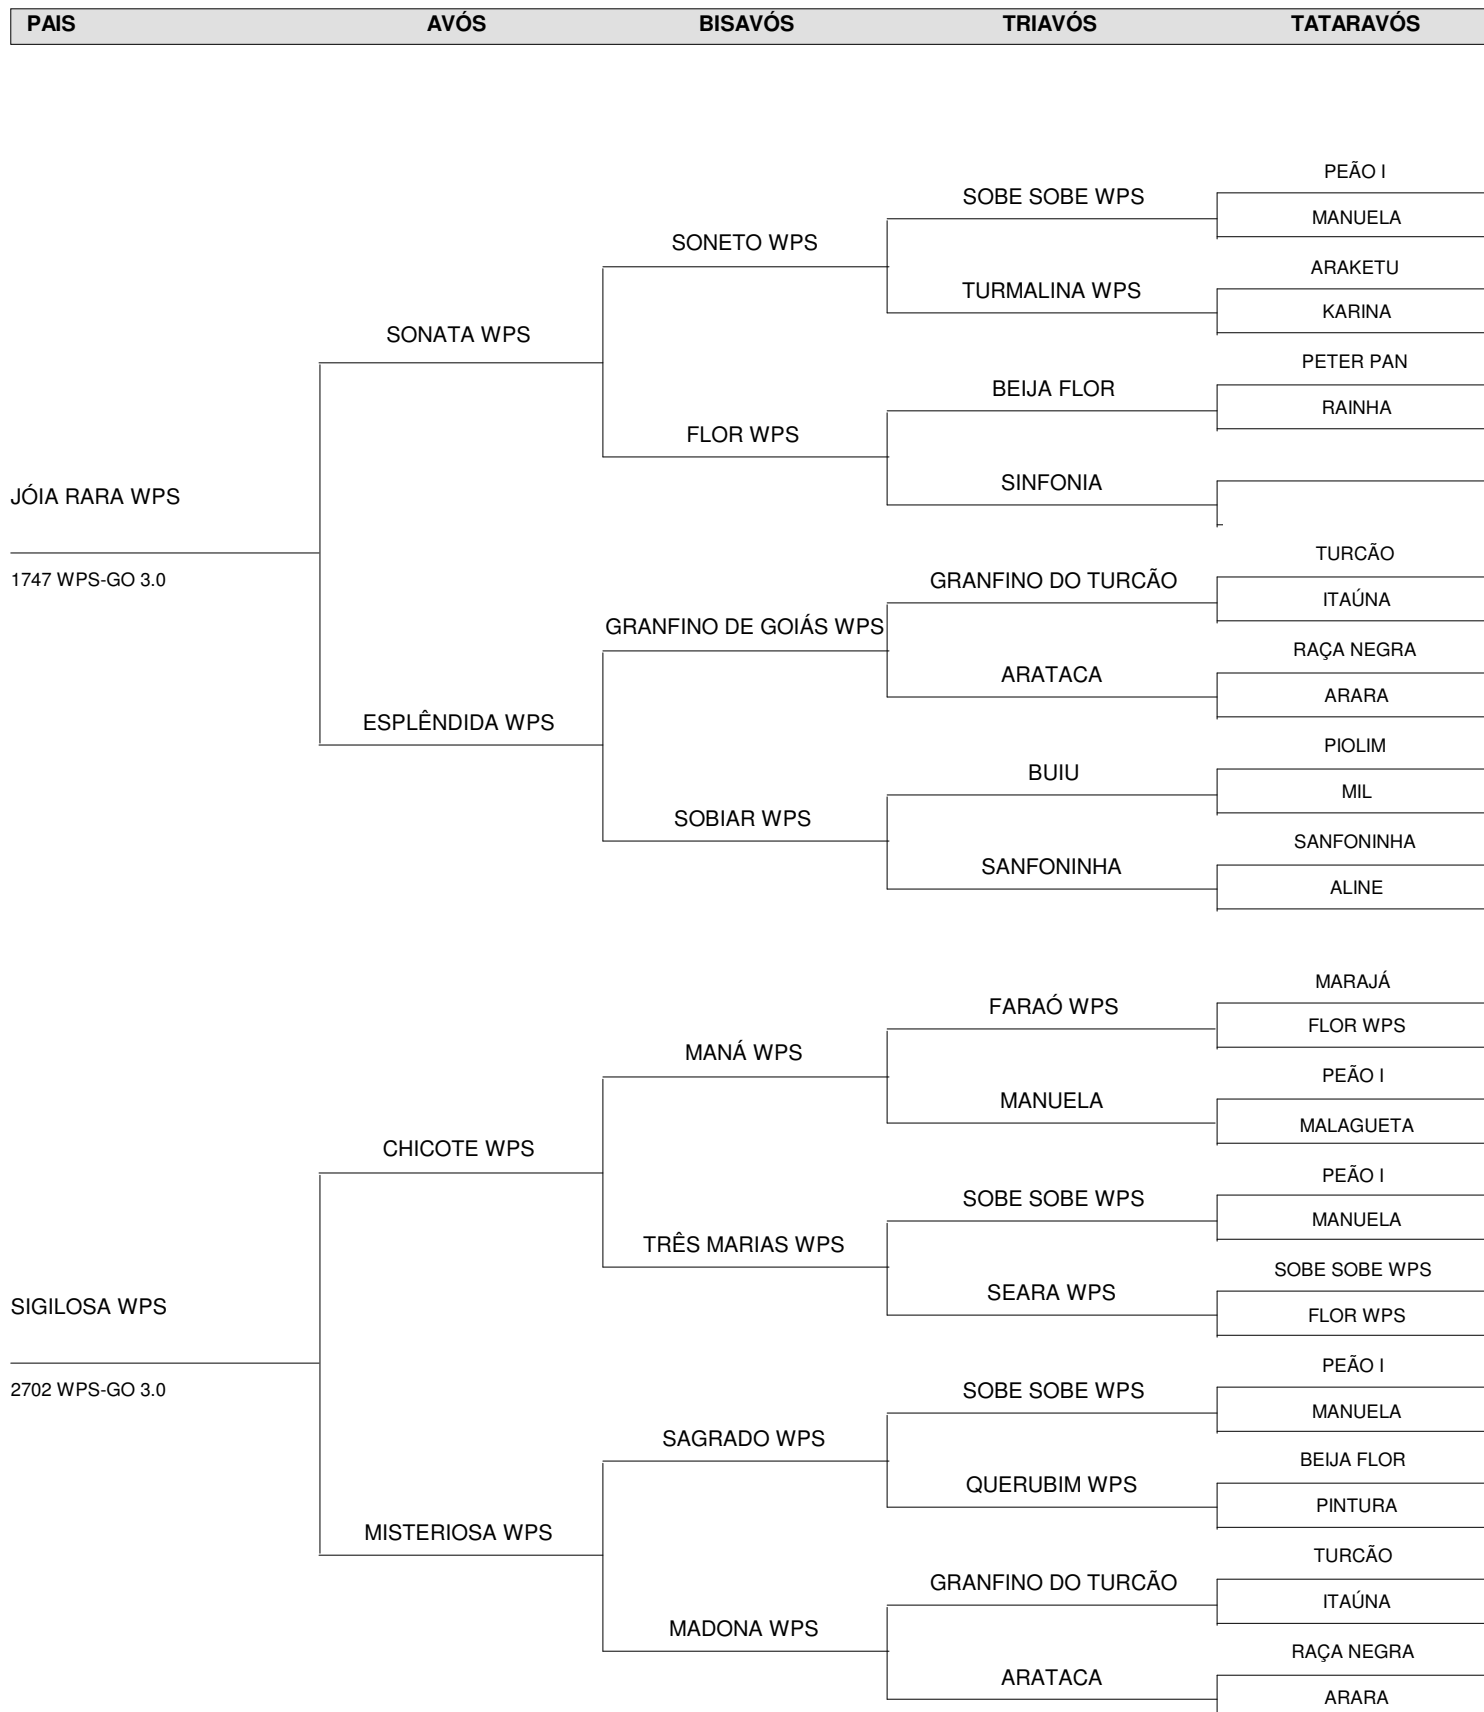 PAIS AVÓS BISAVÓS TRIAVÓS TATARAVÓS
PEÃO I
SOBE SOBE WPS
MANUELA
SONETO WPS
ARAKETU
TURMALINA WPS
KARINA
SONATA WPS
PETER PAN
BEIJA FLOR
RAINHA
FLOR WPS
SINFONIA
JÓIA RARA WPS
TURCÃO
1747 WPS-GO 3.0
GRANFINO DO TURCÃO
ITAÚNA
GRANFINO DE GOIÁS WPS
RAÇA NEGRA
ARATACA
ARARA
ESPLÊNDIDA WPS
PIOLIM
BUIU
MIL
SOBIAR WPS
SANFONINHA
SANFONINHA
ALINE
MARAJÁ
FARAÓ WPS
FLOR WPS
MANÁ WPS
PEÃO I
MANUELA
MALAGUETA
CHICOTE WPS
PEÃO I
SOBE SOBE WPS
MANUELA
TRÊS MARIAS WPS
SOBE SOBE WPS
SEARA WPS
SIGILOSA WPS
FLOR WPS
PEÃO I
2702 WPS-GO 3.0
SOBE SOBE WPS
MANUELA
SAGRADO WPS
BEIJA FLOR
QUERUBIM WPS
PINTURA
MISTERIOSA WPS
TURCÃO
GRANFINO DO TURCÃO
ITAÚNA
MADONA WPS
RAÇA NEGRA
ARATACA
ARARA